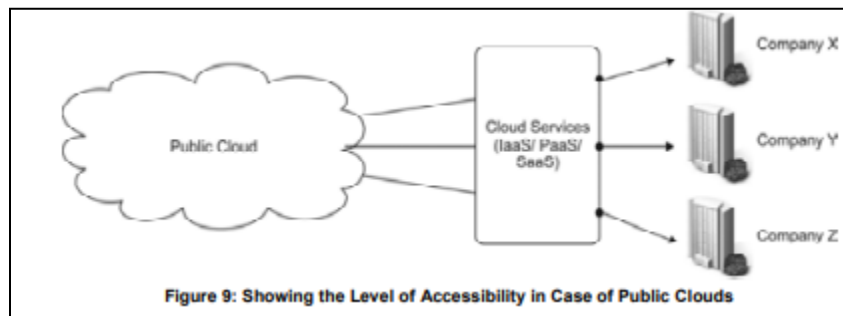 Company X
Public Cloud
Cloud Services
(IaaS/ PaaS/
SaaS)
Company Y
Company Z
Figure 9: Showing the Level of Accessibility in Case of Public Clouds